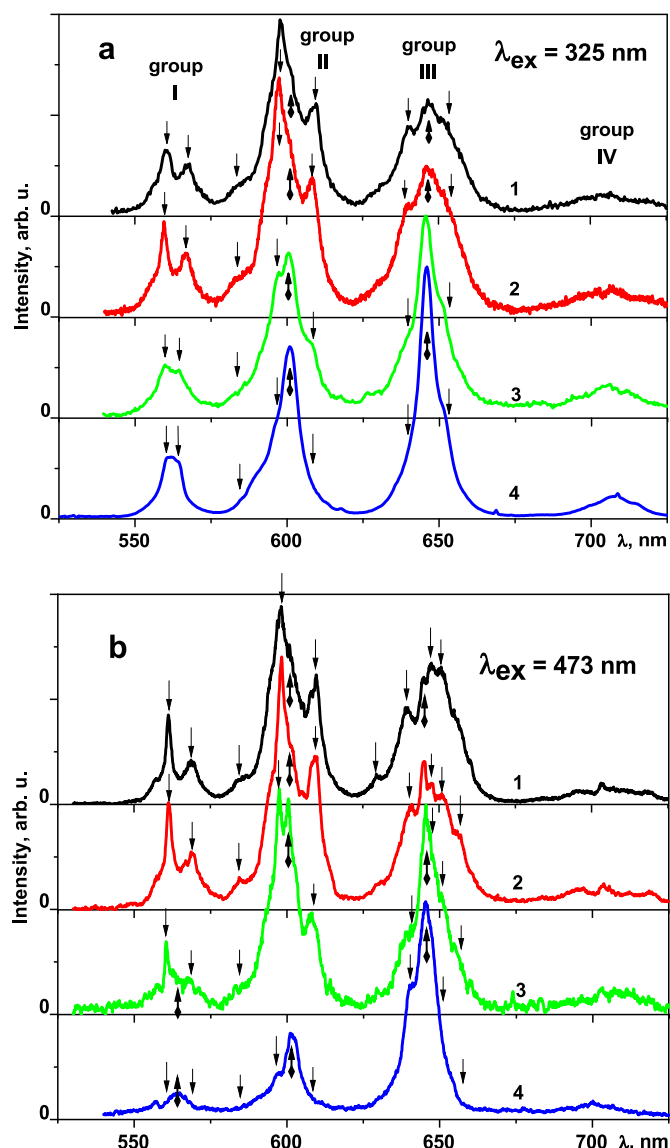 a
λex = 325 nm
group
I
group
II
group
III
group
IV
Intensity, arb. u.
0
1
0
2
0
3
0
4
550
600
650
700
λ, nm
b
λex = 473 nm
Intensity, arb. u.
0
1
0
2
0
3
0
4
550
600
650
700
λ, nm